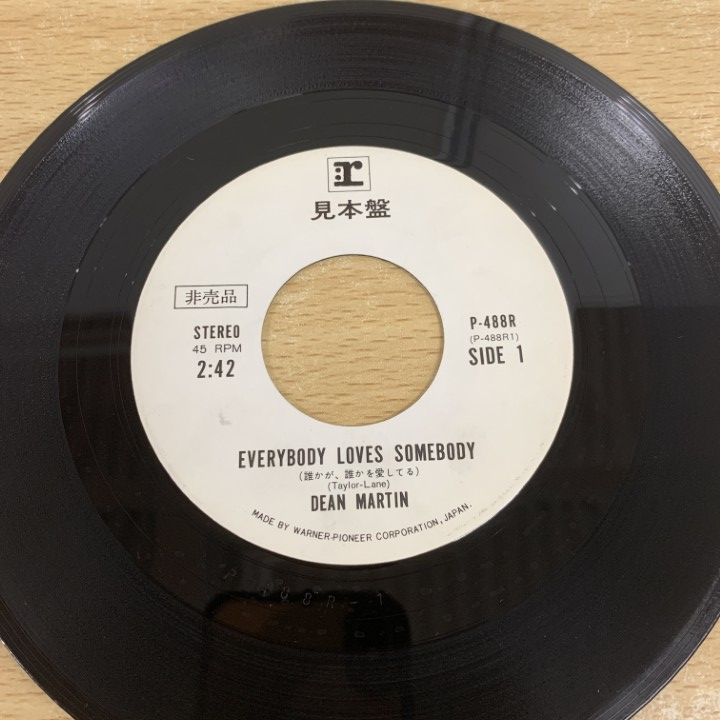 r
見本盤
非売品
STEREO
45 RPM
2:42
P-488R
(P-488R1)
SIDE 1
EVERYBODY LOVES SOMEBODY
(誰かが、誰かを愛してる)
(Taylor-Lane)
DEAN MARTIN
MADE BY WARNER-PIONEER CORPORATION, JAPAN.
P-488R-1